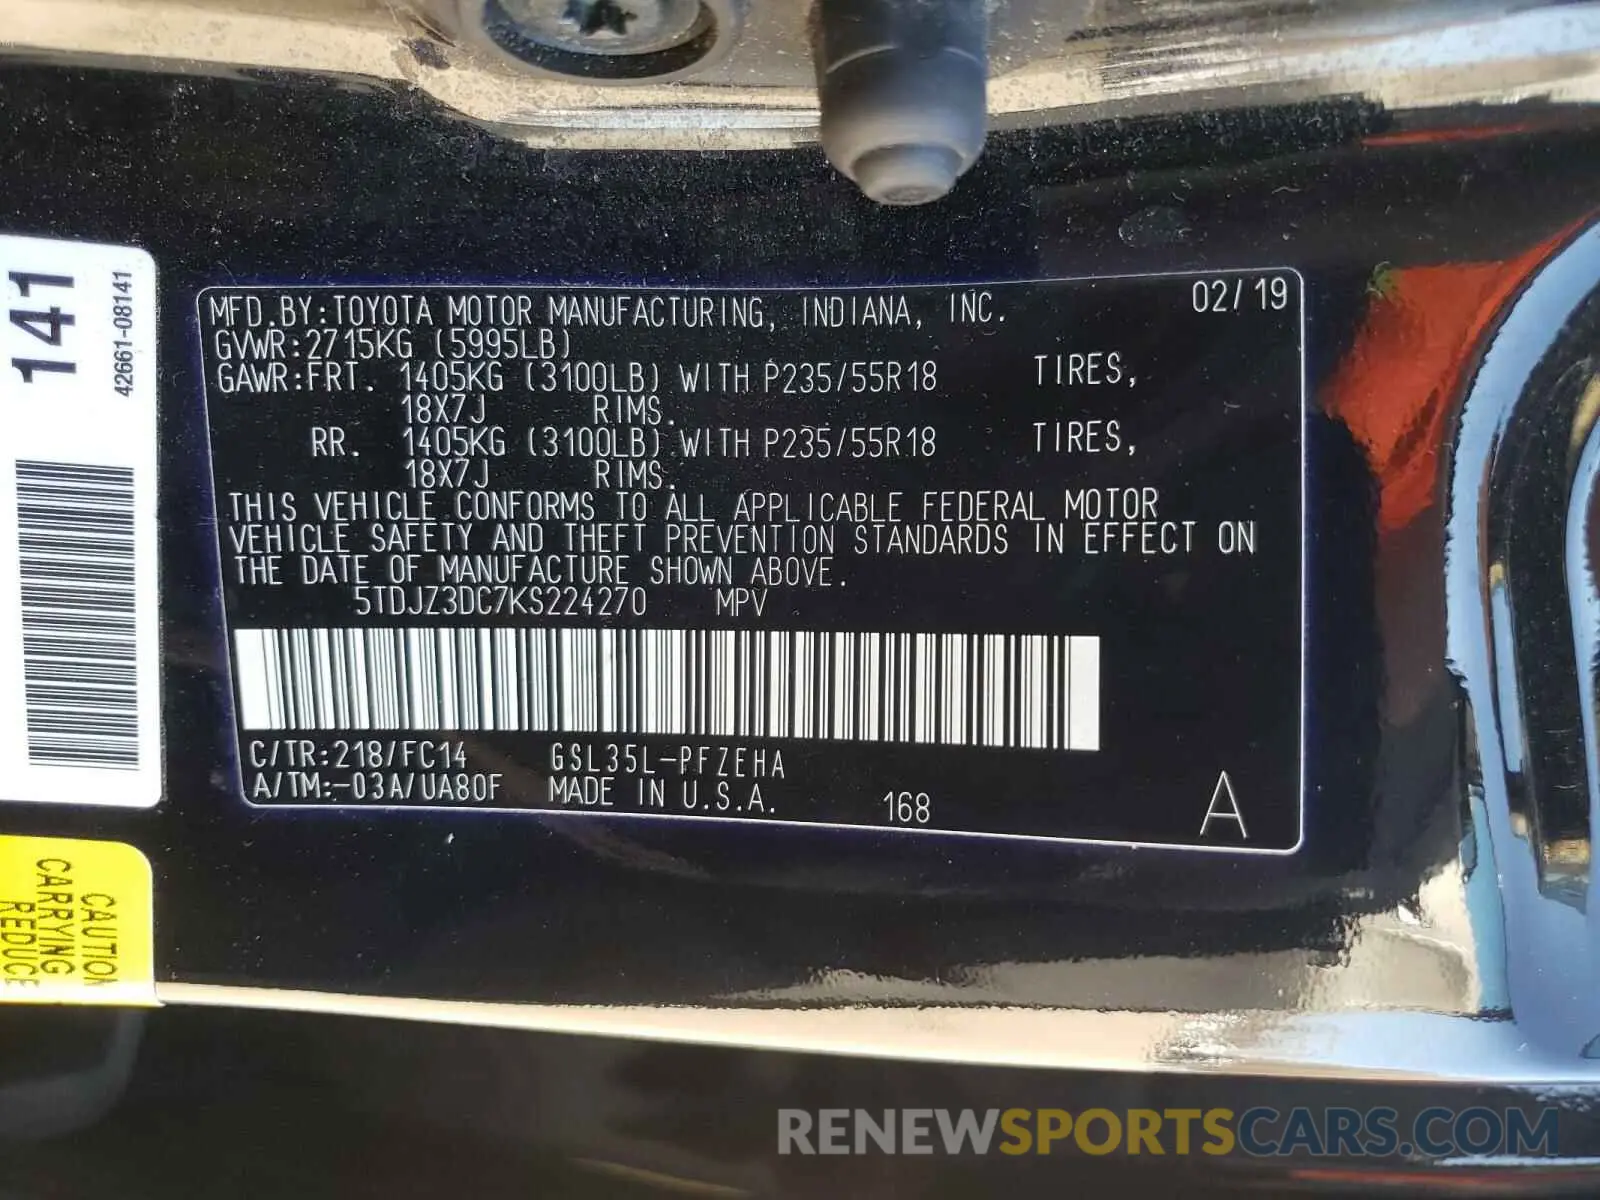 MFD.BY:TOYOTA MOTOR MANUFACTURING, INDIANA, INC. 02/19
GVWR:2715KG (5995LB)
GAWR:FRT. 1405KG (3100LB) WITH P235/55R18 TIRES,
18X7J RIMS.
RR. 1405KG (3100LB) WITH P235/55R18 TIRES,
18X7J RIMS.
THIS VEHICLE CONFORMS TO ALL APPLICABLE FEDERAL MOTOR
VEHICLE SAFETY AND THEFT PREVENTION STANDARDS IN EFFECT ON
THE DATE OF MANUFACTURE SHOWN ABOVE.
5TDJZ3DC7KS224270 MPV
C/TR:218/FC14 GSL35L-PFZEHA
A/TM:-03A/UA80F MADE IN U.S.A. 168 A
141
42661-08141
CAUTION
CARRYING
REDUCE
RENEWSPORTSCARS.COM